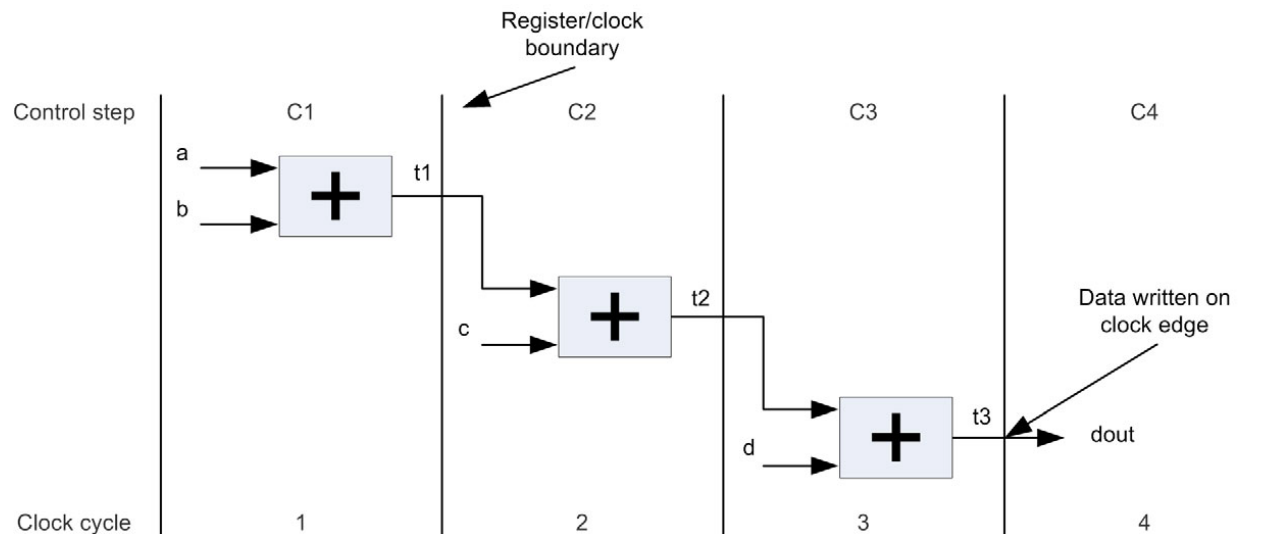 Register/clock
boundary
Control step
C1
C2
C3
C4
a
b
t1
c
t2
d
t3
Data written on
clock edge
dout
Clock cycle
1
2
3
4